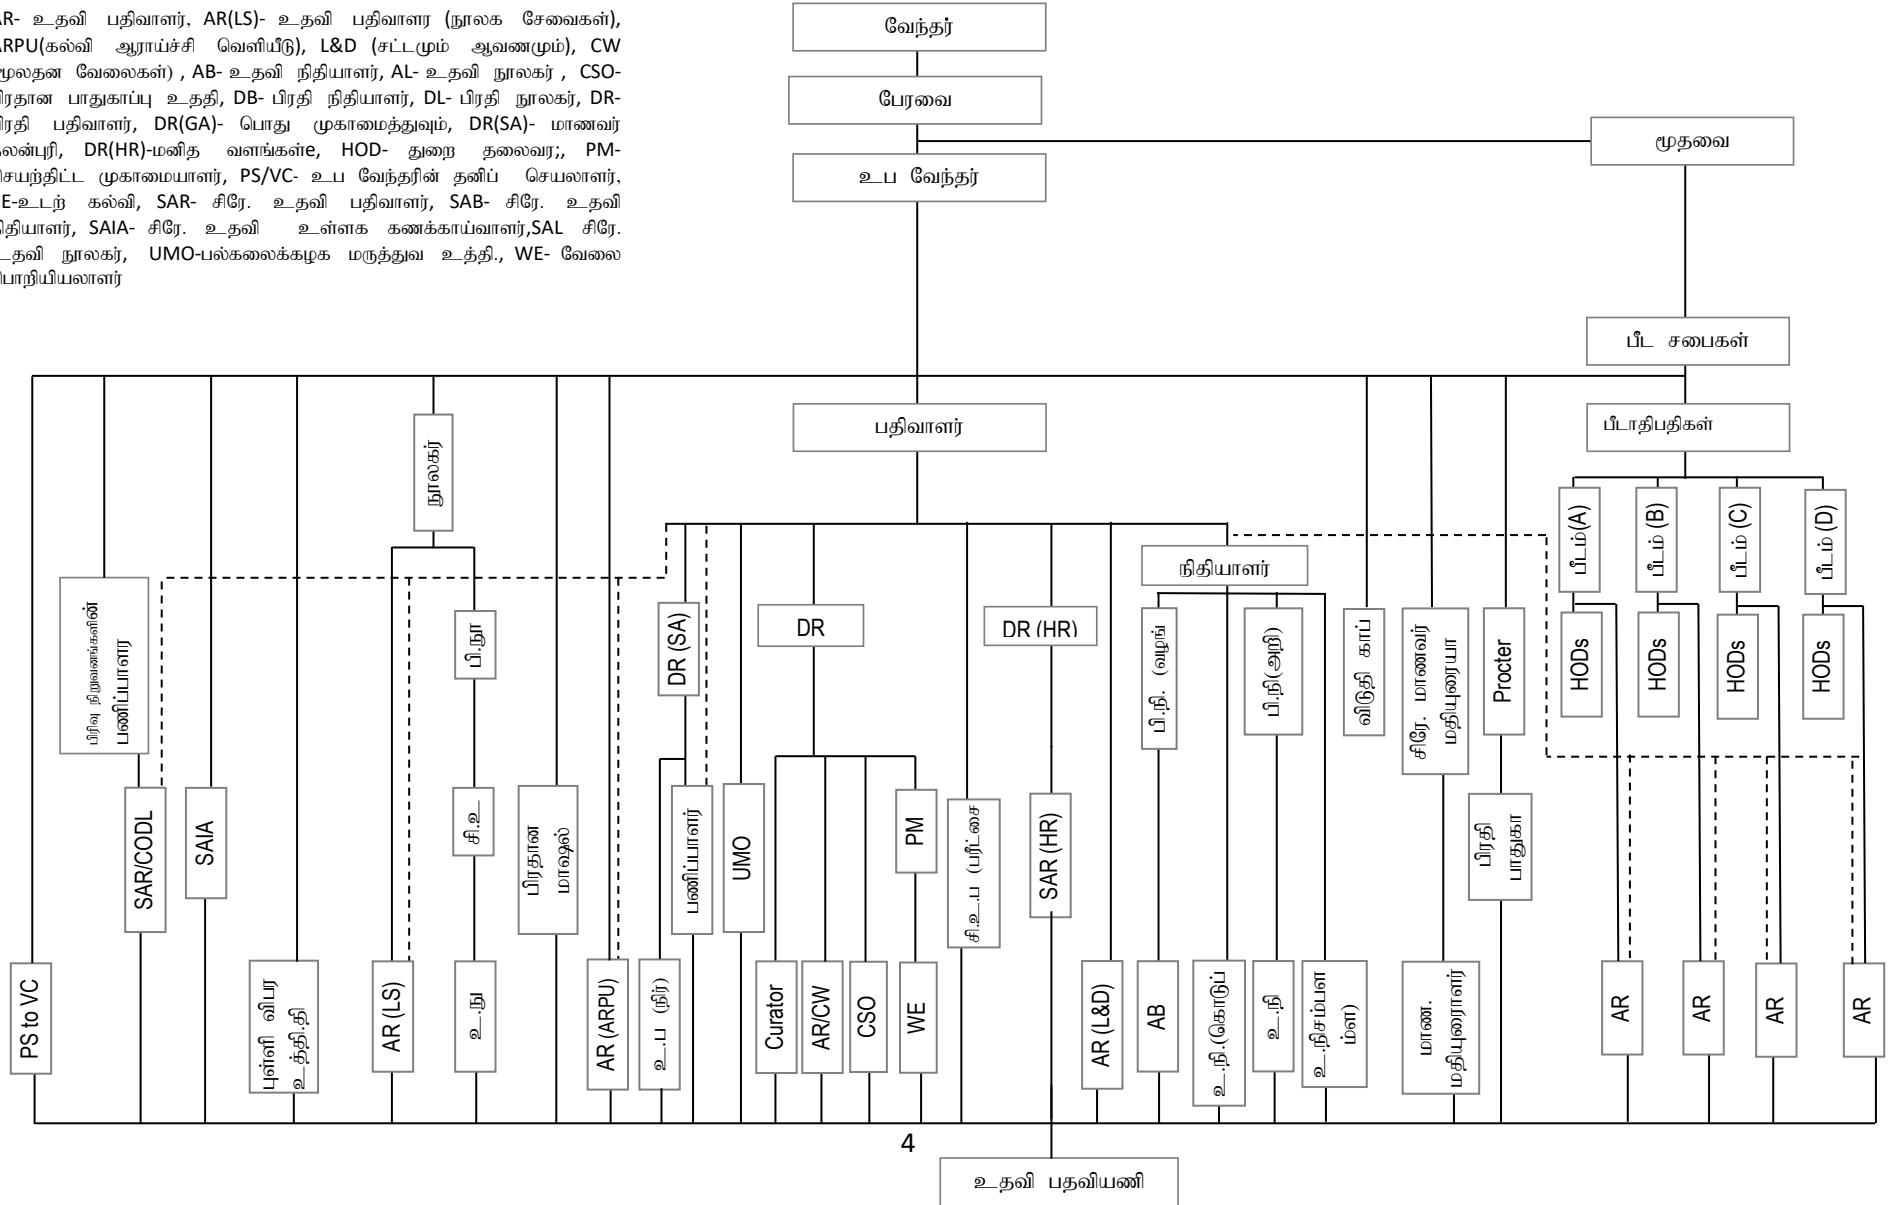 AR- உதவி பதிவாளர், AR(LS)- உதவி பதிவாளர (நூலக சேவைகள்),
ARPU(கல்வி ஆராய்ச்சி வெளியீடு), L&D (சட்டமும் ஆவணமும்), CW
மூலதன வேலைகள்) , AB- உதவி நிதியாளர், AL- உதவி நூலகர் , CSO-
பிரதான பாதுகாப்பு உததி, DB- பிரதி நிதியாளர், DL- பிரதி நூலகர், DR-
பிரதி பதிவாளர், DR(GA)- பொது முகாமைத்துவும், DR(SA)- மாணவர்
நலன்புரி, DR(HR)-மனித வளங்கள்e, HOD- துறை தலைவர;, PM-
செயற்திட்ட முகாமையாளர், PS/VC- உப வேந்தரின் தனிப் செயலாளர்,
PE-உடற் கல்வி, SAR- சிரே. உதவி பதிவாளர், SAB- சிரே. உதவி
நிதியாளர், SAIA- சிரே. உதவி உள்ளக கணக்காய்வாளர்,SAL சிரே.
உதவி நூலகர், UMO-பல்கலைக்கழக மருத்துவ உத்தி., WE- வேலை
பொறியியலாளர்
வேந்தர்
பேரவை
மூதவை
உப வேந்தர்
பீட சபைகள்
பதிவாளர்
பீடாதிபதிகள்
நூலகர்
பீடம்(A)
பீடம் (B)
பீடம் (C)
பீடம் (D)
நிதியாளர்
பிரிவு நிறுவனங்களின்
பணிப்பாளர
பி.நூ
DR (SA)
DR
DR (HR)
பி.நி. (வழங்
பி.நி(அறி)
விடுதி காப்
சிரே. மாணவர்
மதியுரையா
Procter
HODs
HODs
HODs
HODs
SAR/CODL
SAIA
சி.உ
பிரதான
மாஷல்
பணிப்பாளர்
UMO
PM
சி.உ.ப (பரீட்சை
SAR (HR)
பிரதி
பாதுகா
PS to VC
புள்ளி விபர
உத்தி.தி
AR (LS)
உ.நு
AR (ARPU)
உ.ப (நிர்)
Curator
AR/CW
CSO
WE
AR (L&D)
AB
உ.நி.(கொடுப்
உ.நி
உ.நிசம்பள
ம்ள)
மாண.
மதியுரைாளர்
AR
AR
AR
AR
4
உதவி பதவியணி